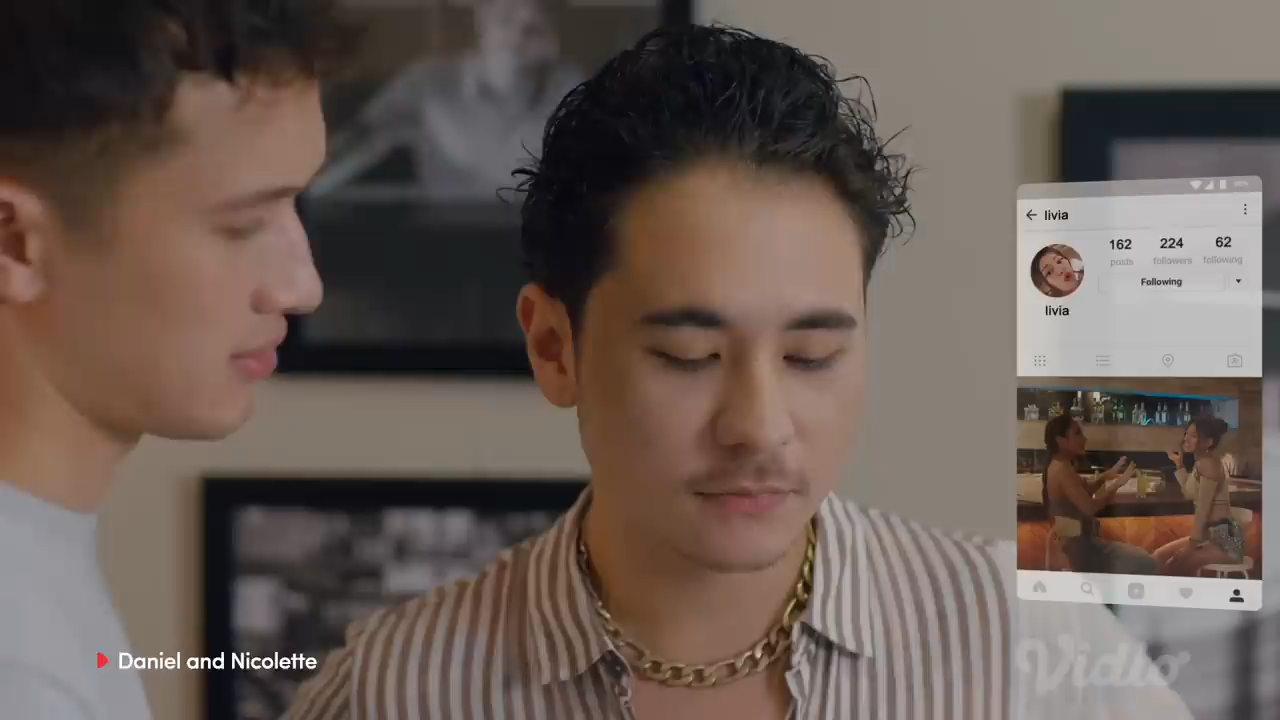 livia
162 224 62
posts followers following
Following
livia
Daniel and Nicolette
Vidio